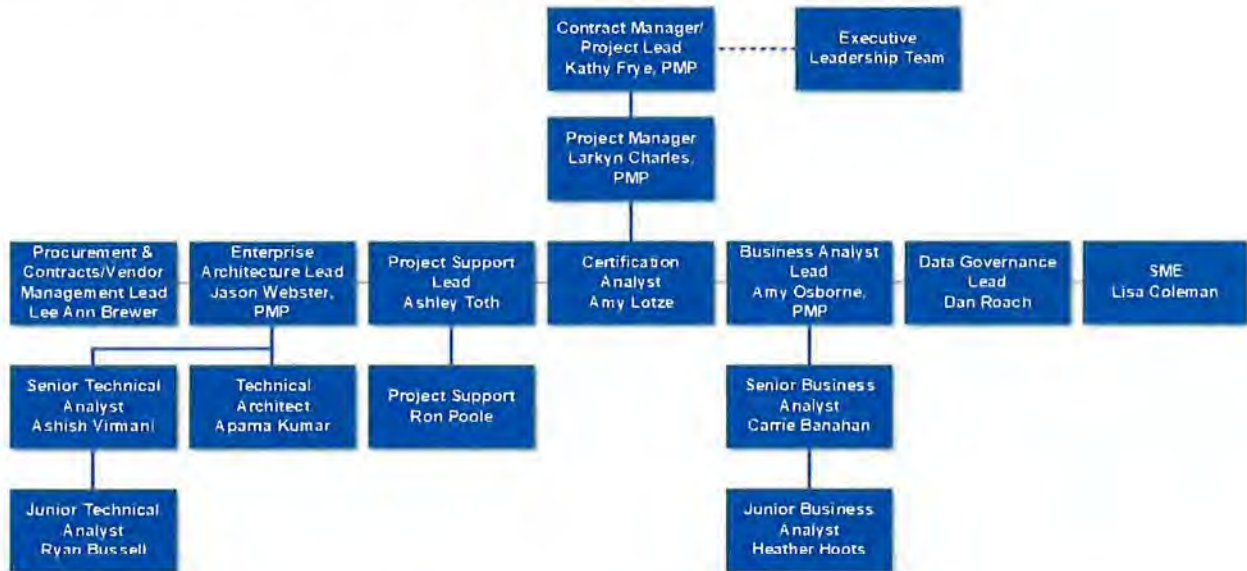 Contract Manager/
Project Lead
Kathy Frye, PMP
Executive
Leadership Team
Project Manager
Larkyn Charles,
PMP
Procurement &
Contracts/Vendor
Management Lead
Lee Ann Brewer
Enterprise
Architecture Lead
Jason Webster,
PMP
Project Support
Lead
Ashley Toth
Certification
Analyst
Amy Lotze
Business Analyst
Lead
Amy Osborne,
PMP
Data Governance
Lead
Dan Roach
SME
Lisa Coleman
Senior Technical
Analyst
Ashish Virmani
Technical
Architect
Aparna Kumar
Project Support
Ron Poole
Senior Business
Analyst
Carrie Banahan
Junior Technical
Analyst
Ryan Bussell
Junior Business
Analyst
Heather Hoots